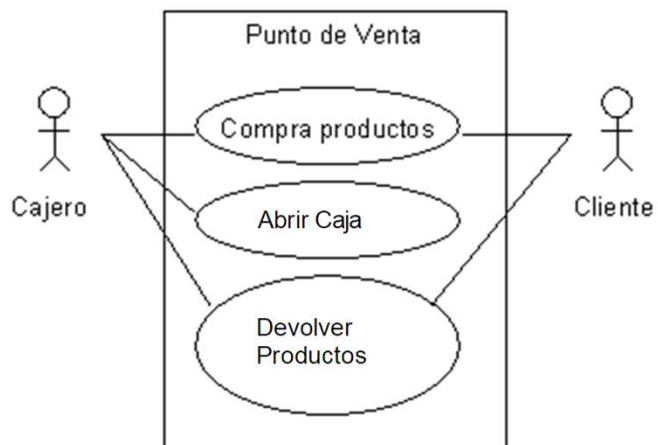 Punto de Venta
Compra productos
Cajero
Cliente
Abrir Caja
Devolver
Productos